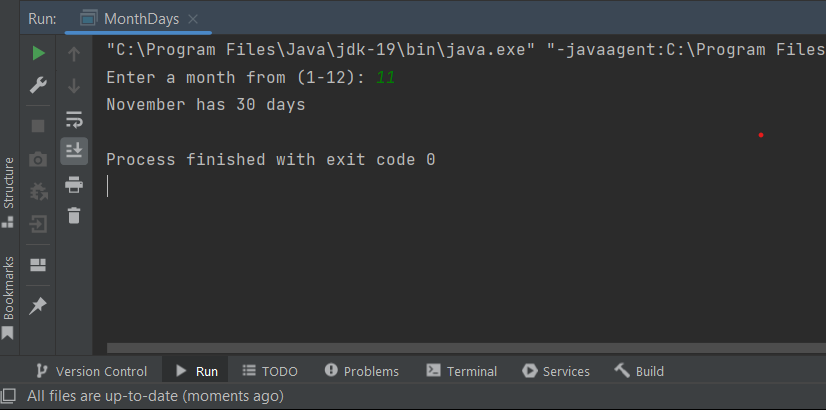 Run: MonthDays
"C:\Program Files\Java\jdk-19\bin\java.exe" "-javaagent:C:\Program Files
Enter a month from (1-12): 11
November has 30 days
Process finished with exit code 0
Structure
Bookmarks
Version Control Run TODO Problems Terminal Services Build
All files are up-to-date (moments ago)